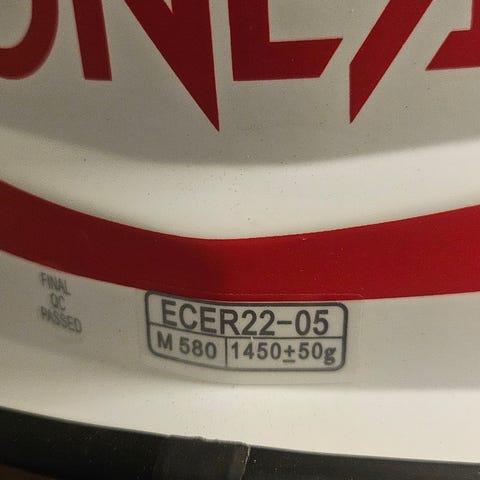 FINAL
QC
PASSED
ECER22-05
M 580 1450±50g